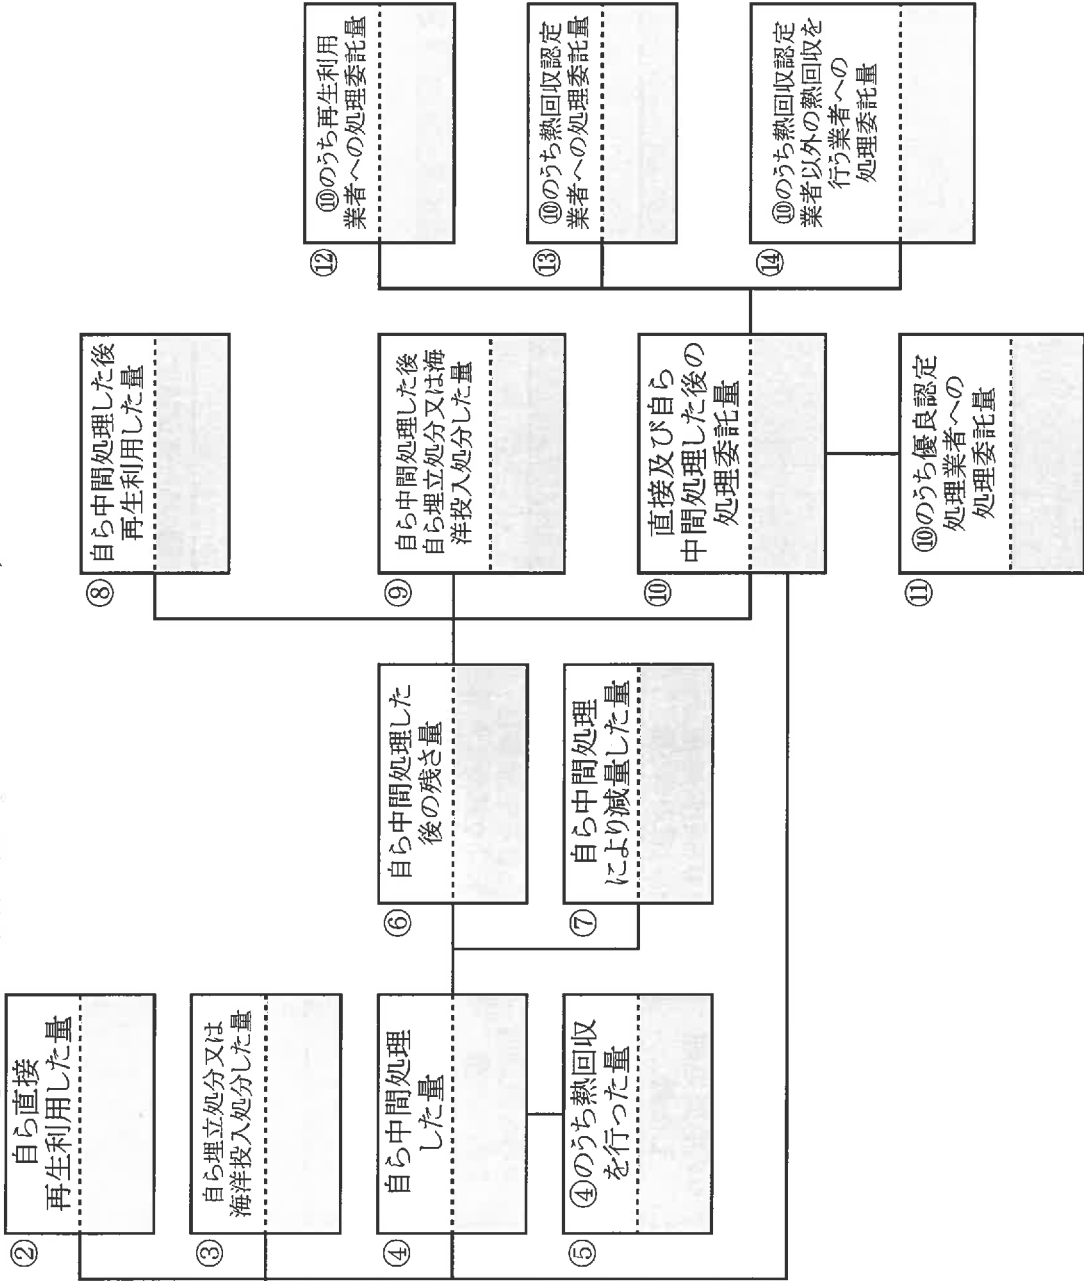 ②
自ら直接
再生利用した量
③
自ら埋立処分又は
海洋投入処分した量
④
自ら中間処理
した量
⑤
④のうち熱回収
を行った量
⑥
自ら中間処理した
後の残さ量
⑦
自ら中間処理
により減量した量
⑧
自ら中間処理した後
再生利用した量
⑨
自ら中間処理した後
自ら埋立処分又は海
洋投入処分した量
⑩
直接及び自ら
中間処理した後の
処理委託量
⑪
⑩のうち優良認定
処理業者への
処理委託量
⑫
⑩のうち再生利用
業者への処理委託量
⑬
⑩のうち熱回収認定
業者への処理委託量
⑭
⑩のうち熱回収認定
業者以外の熱回収を
行う業者への
処理委託量